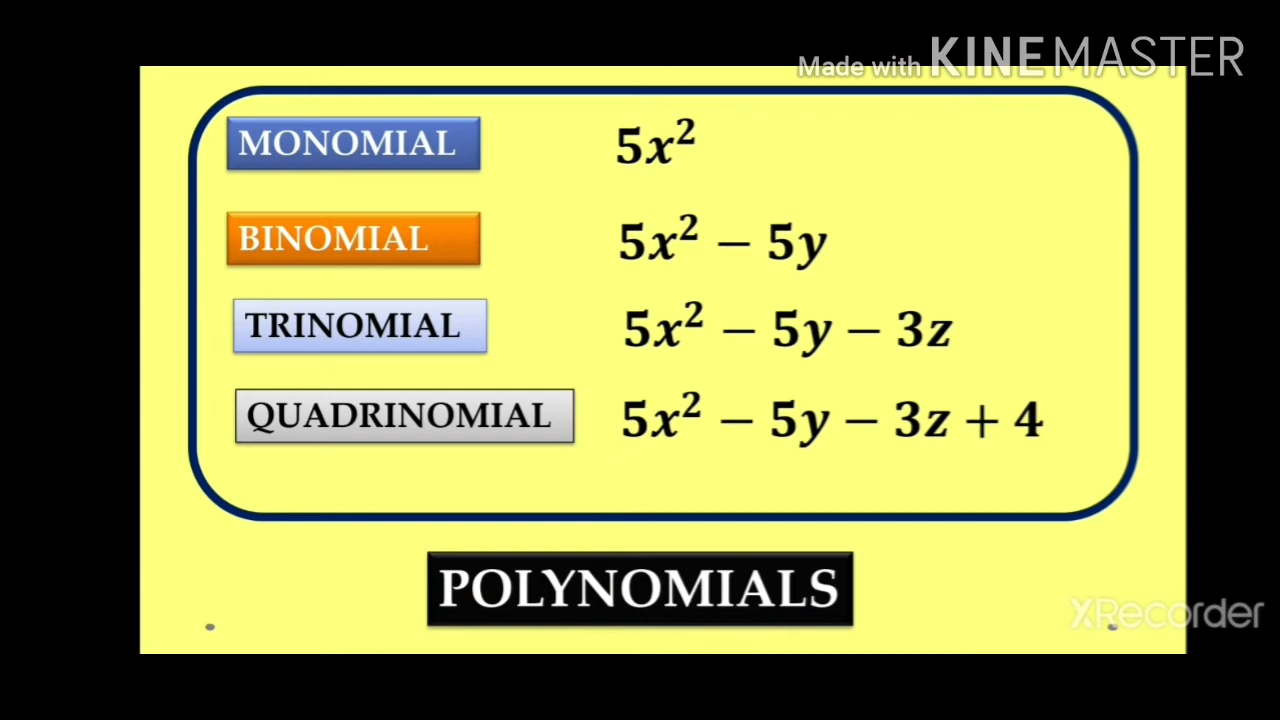 Made with KINEMASTER
MONOMIAL 5x²
BINOMIAL 5x² − 5y
TRINOMIAL 5x² − 5y − 3z
QUADRINOMIAL 5x² − 5y − 3z + 4
POLYNOMIALS
XRecorder